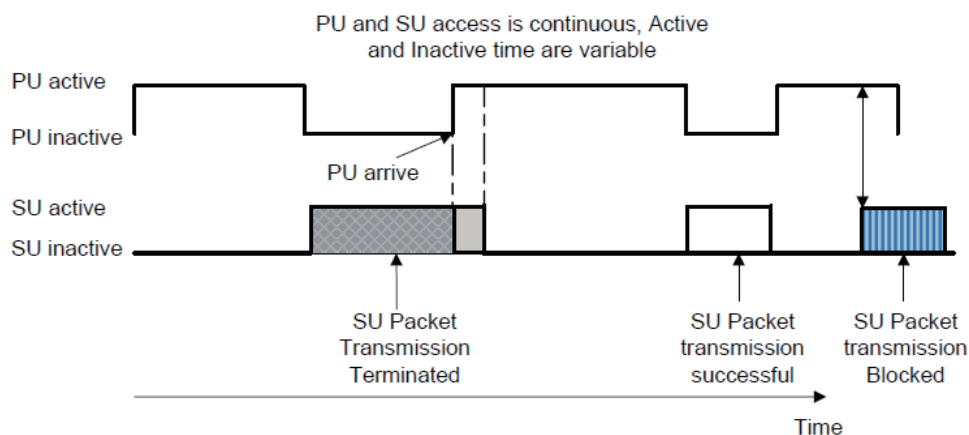 PU and SU access is continuous, Active
and Inactive time are variable
PU active
PU inactive
PU arrive
SU active
SU inactive
SU Packet
Transmission
Terminated
SU Packet
transmission
successful
SU Packet
transmission
Blocked
Time